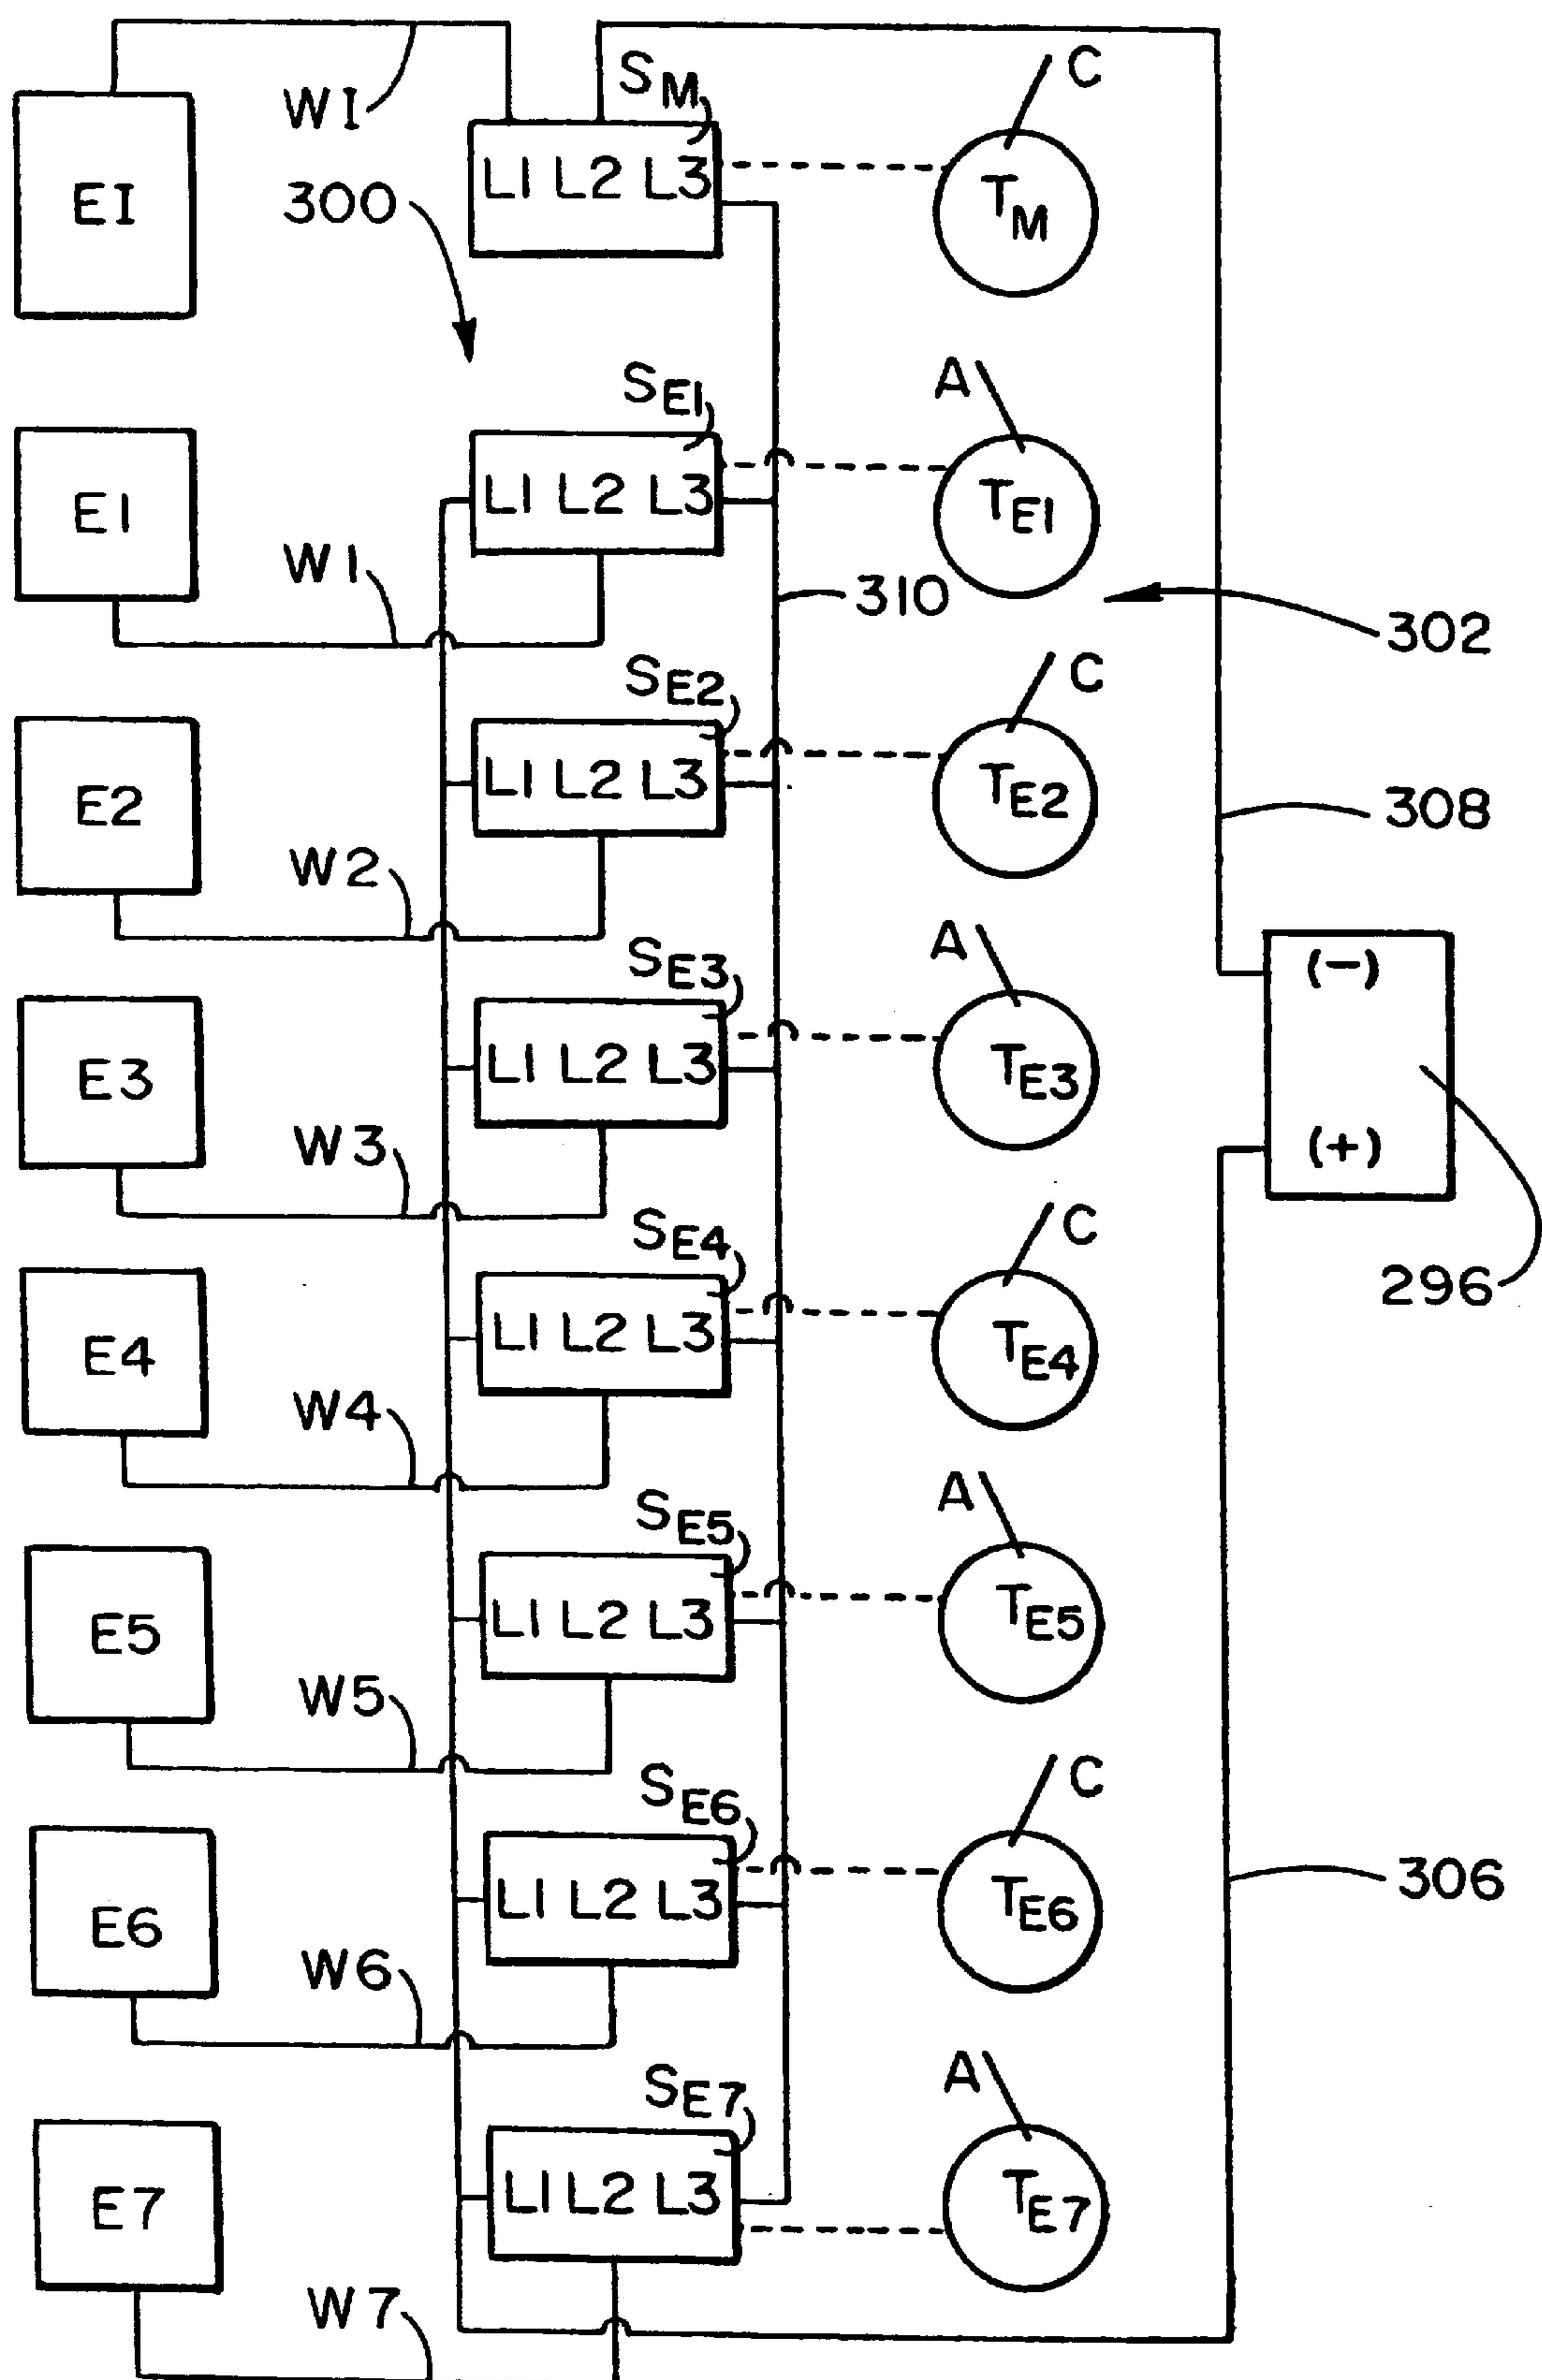 WI
SM
C
EI
300
L1 L2 L3
TM
SE1
A
E1
L1 L2 L3
TE1
W1
310
302
SE2
C
E2
L1 L2 L3
TE2
308
W2
SE3
A
(-)
E3
L1 L2 L3
TE3
(+)
W3
SE4
C
296
E4
L1 L2 L3
TE4
W4
SE5
A
E5
L1 L2 L3
TE5
W5
SE6
C
306
E6
L1 L2 L3
TE6
W6
SE7
A
E7
L1 L2 L3
TE7
W7